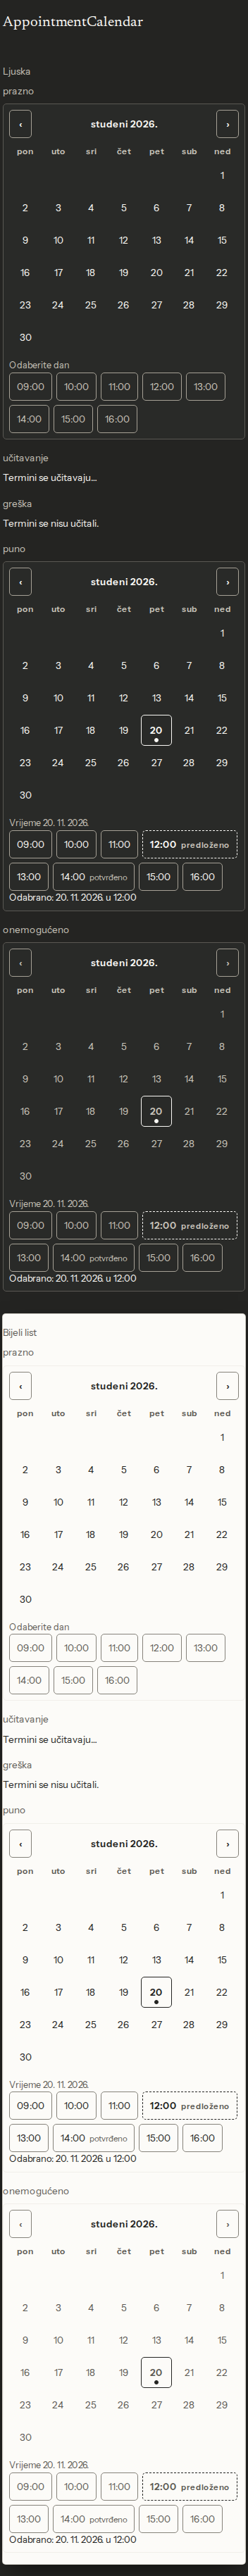 AppointmentCalendar
Ljuska
prazno
‹ studeni 2026. ›
pon uto sri čet pet sub ned
1
2 3 4 5 6 7 8
9 10 11 12 13 14 15
16 17 18 19 20 21 22
23 24 25 26 27 28 29
30
Odaberite dan
09:00 10:00 11:00 12:00 13:00
14:00 15:00 16:00
učitavanje
Termini se učitavaju…
greška
Termini se nisu učitali.
puno
‹ studeni 2026. ›
pon uto sri čet pet sub ned
1
2 3 4 5 6 7 8
9 10 11 12 13 14 15
16 17 18 19 20 21 22
23 24 25 26 27 28 29
30
Vrijeme 20. 11. 2026.
09:00 10:00 11:00 12:00 predloženo
13:00 14:00 potvrđeno 15:00 16:00
Odabrano: 20. 11. 2026. u 12:00
onemogućeno
‹ studeni 2026. ›
pon uto sri čet pet sub ned
1
2 3 4 5 6 7 8
9 10 11 12 13 14 15
16 17 18 19 20 21 22
23 24 25 26 27 28 29
30
Vrijeme 20. 11. 2026.
09:00 10:00 11:00 12:00 predloženo
13:00 14:00 potvrđeno 15:00 16:00
Odabrano: 20. 11. 2026. u 12:00
Bijeli list
prazno
‹ studeni 2026. ›
pon uto sri čet pet sub ned
1
2 3 4 5 6 7 8
9 10 11 12 13 14 15
16 17 18 19 20 21 22
23 24 25 26 27 28 29
30
Odaberite dan
09:00 10:00 11:00 12:00 13:00
14:00 15:00 16:00
učitavanje
Termini se učitavaju…
greška
Termini se nisu učitali.
puno
‹ studeni 2026. ›
pon uto sri čet pet sub ned
1
2 3 4 5 6 7 8
9 10 11 12 13 14 15
16 17 18 19 20 21 22
23 24 25 26 27 28 29
30
Vrijeme 20. 11. 2026.
09:00 10:00 11:00 12:00 predloženo
13:00 14:00 potvrđeno 15:00 16:00
Odabrano: 20. 11. 2026. u 12:00
onemogućeno
‹ studeni 2026. ›
pon uto sri čet pet sub ned
1
2 3 4 5 6 7 8
9 10 11 12 13 14 15
16 17 18 19 20 21 22
23 24 25 26 27 28 29
30
Vrijeme 20. 11. 2026.
09:00 10:00 11:00 12:00 predloženo
13:00 14:00 potvrđeno 15:00 16:00
Odabrano: 20. 11. 2026. u 12:00